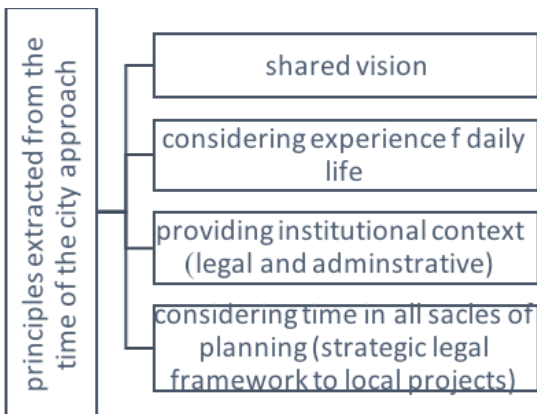 principles extracted from the
time of the city approach
shared vision
considering experience f daily
life
providing institutional context
(legal and adminstrative)
considering time in all sacles of
planning (strategic legal
framework to local projects)